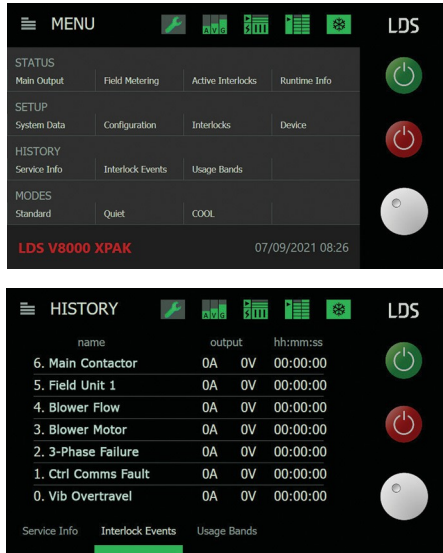 MENU LDS
A V G
STATUS
Main Output Field Metering Active Interlocks Runtime Info
SETUP
System Data Configuration Interlocks Device
HISTORY
Service Info Interlock Events Usage Bands
MODES
Standard Quiet COOL
LDS V8000 XPAK 07/09/2021 08:26
HISTORY LDS
A V G
name output hh:mm:ss
6. Main Contactor 0A 0V 00:00:00
5. Field Unit 1 0A 0V 00:00:00
4. Blower Flow 0A 0V 00:00:00
3. Blower Motor 0A 0V 00:00:00
2. 3-Phase Failure 0A 0V 00:00:00
1. Ctrl Comms Fault 0A 0V 00:00:00
0. Vib Overtravel 0A 0V 00:00:00
Service Info Interlock Events Usage Bands